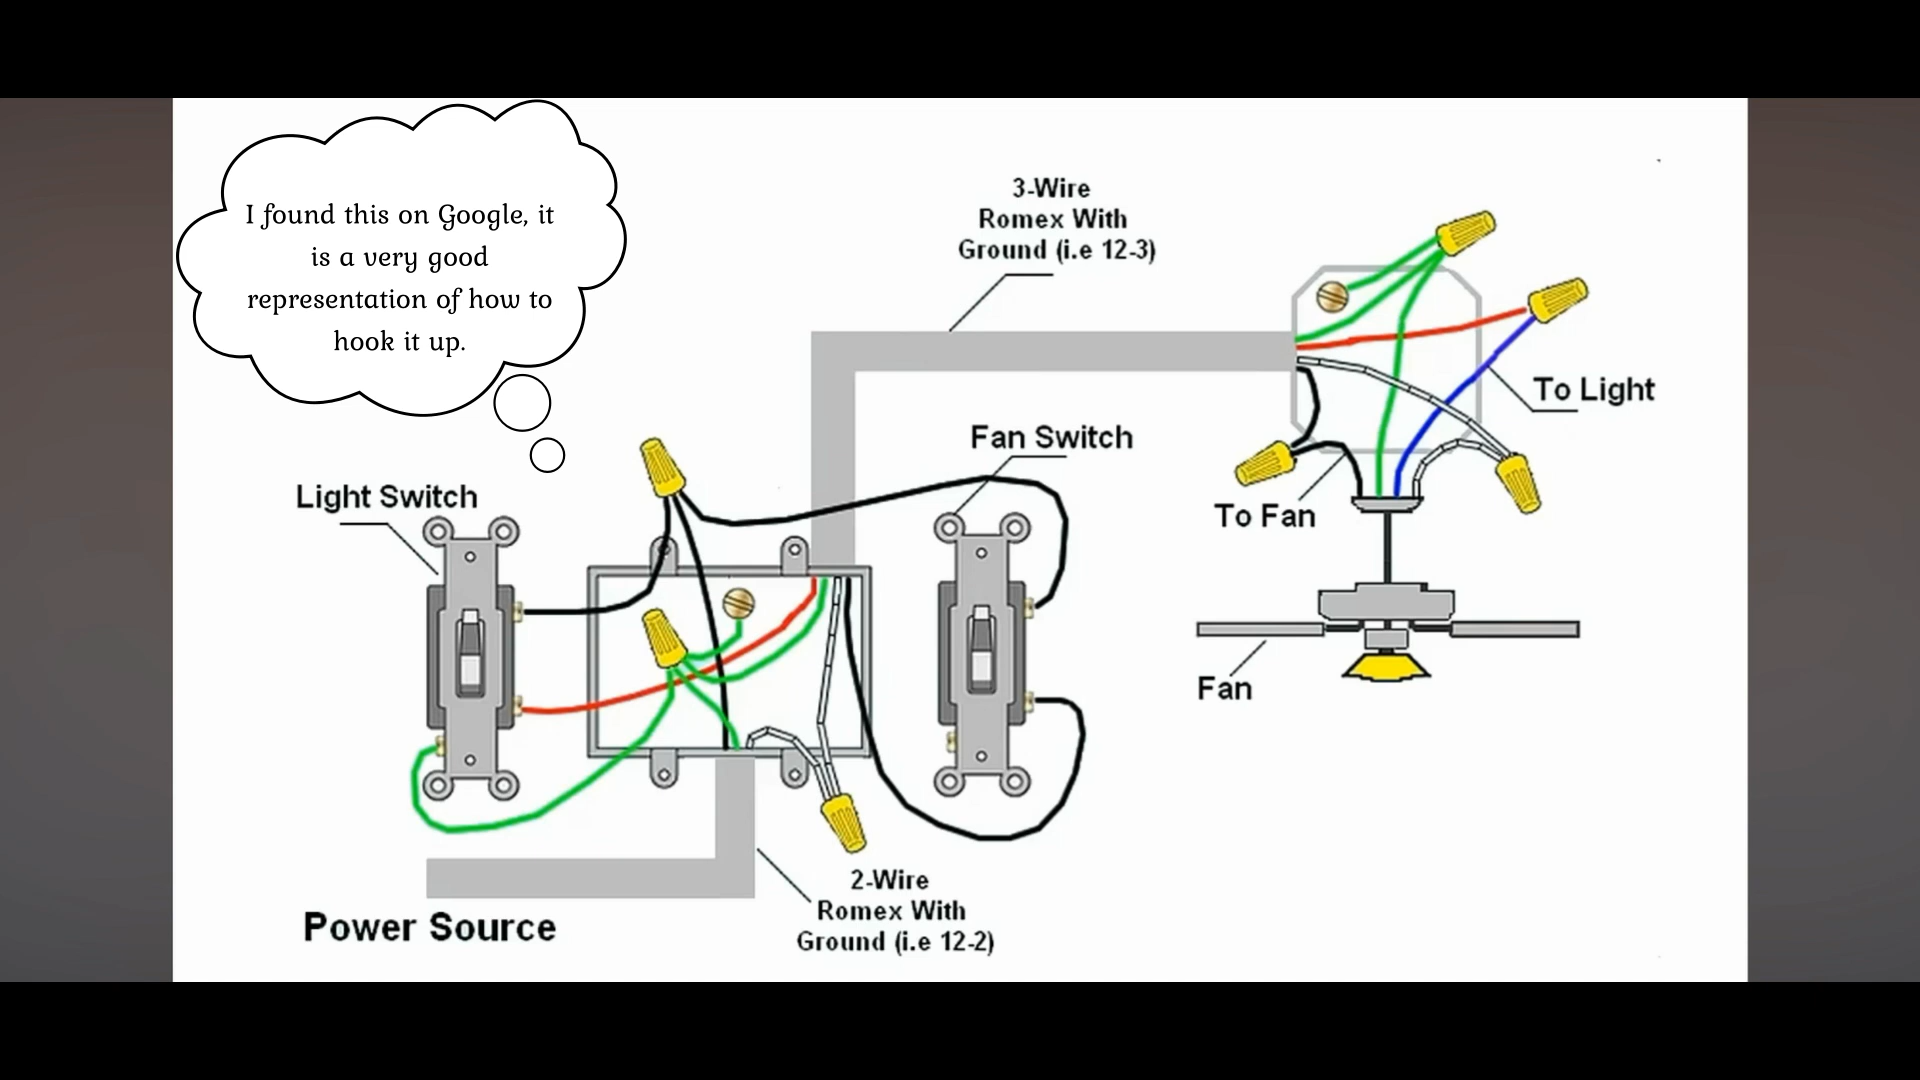 I found this on Google, it
is a very good
representation of how to
hook it up.
3-Wire
Romex With
Ground (i.e 12-3)
To Light
Fan Switch
Light Switch
To Fan
Fan
2-Wire
Romex With
Ground (i.e 12-2)
Power Source